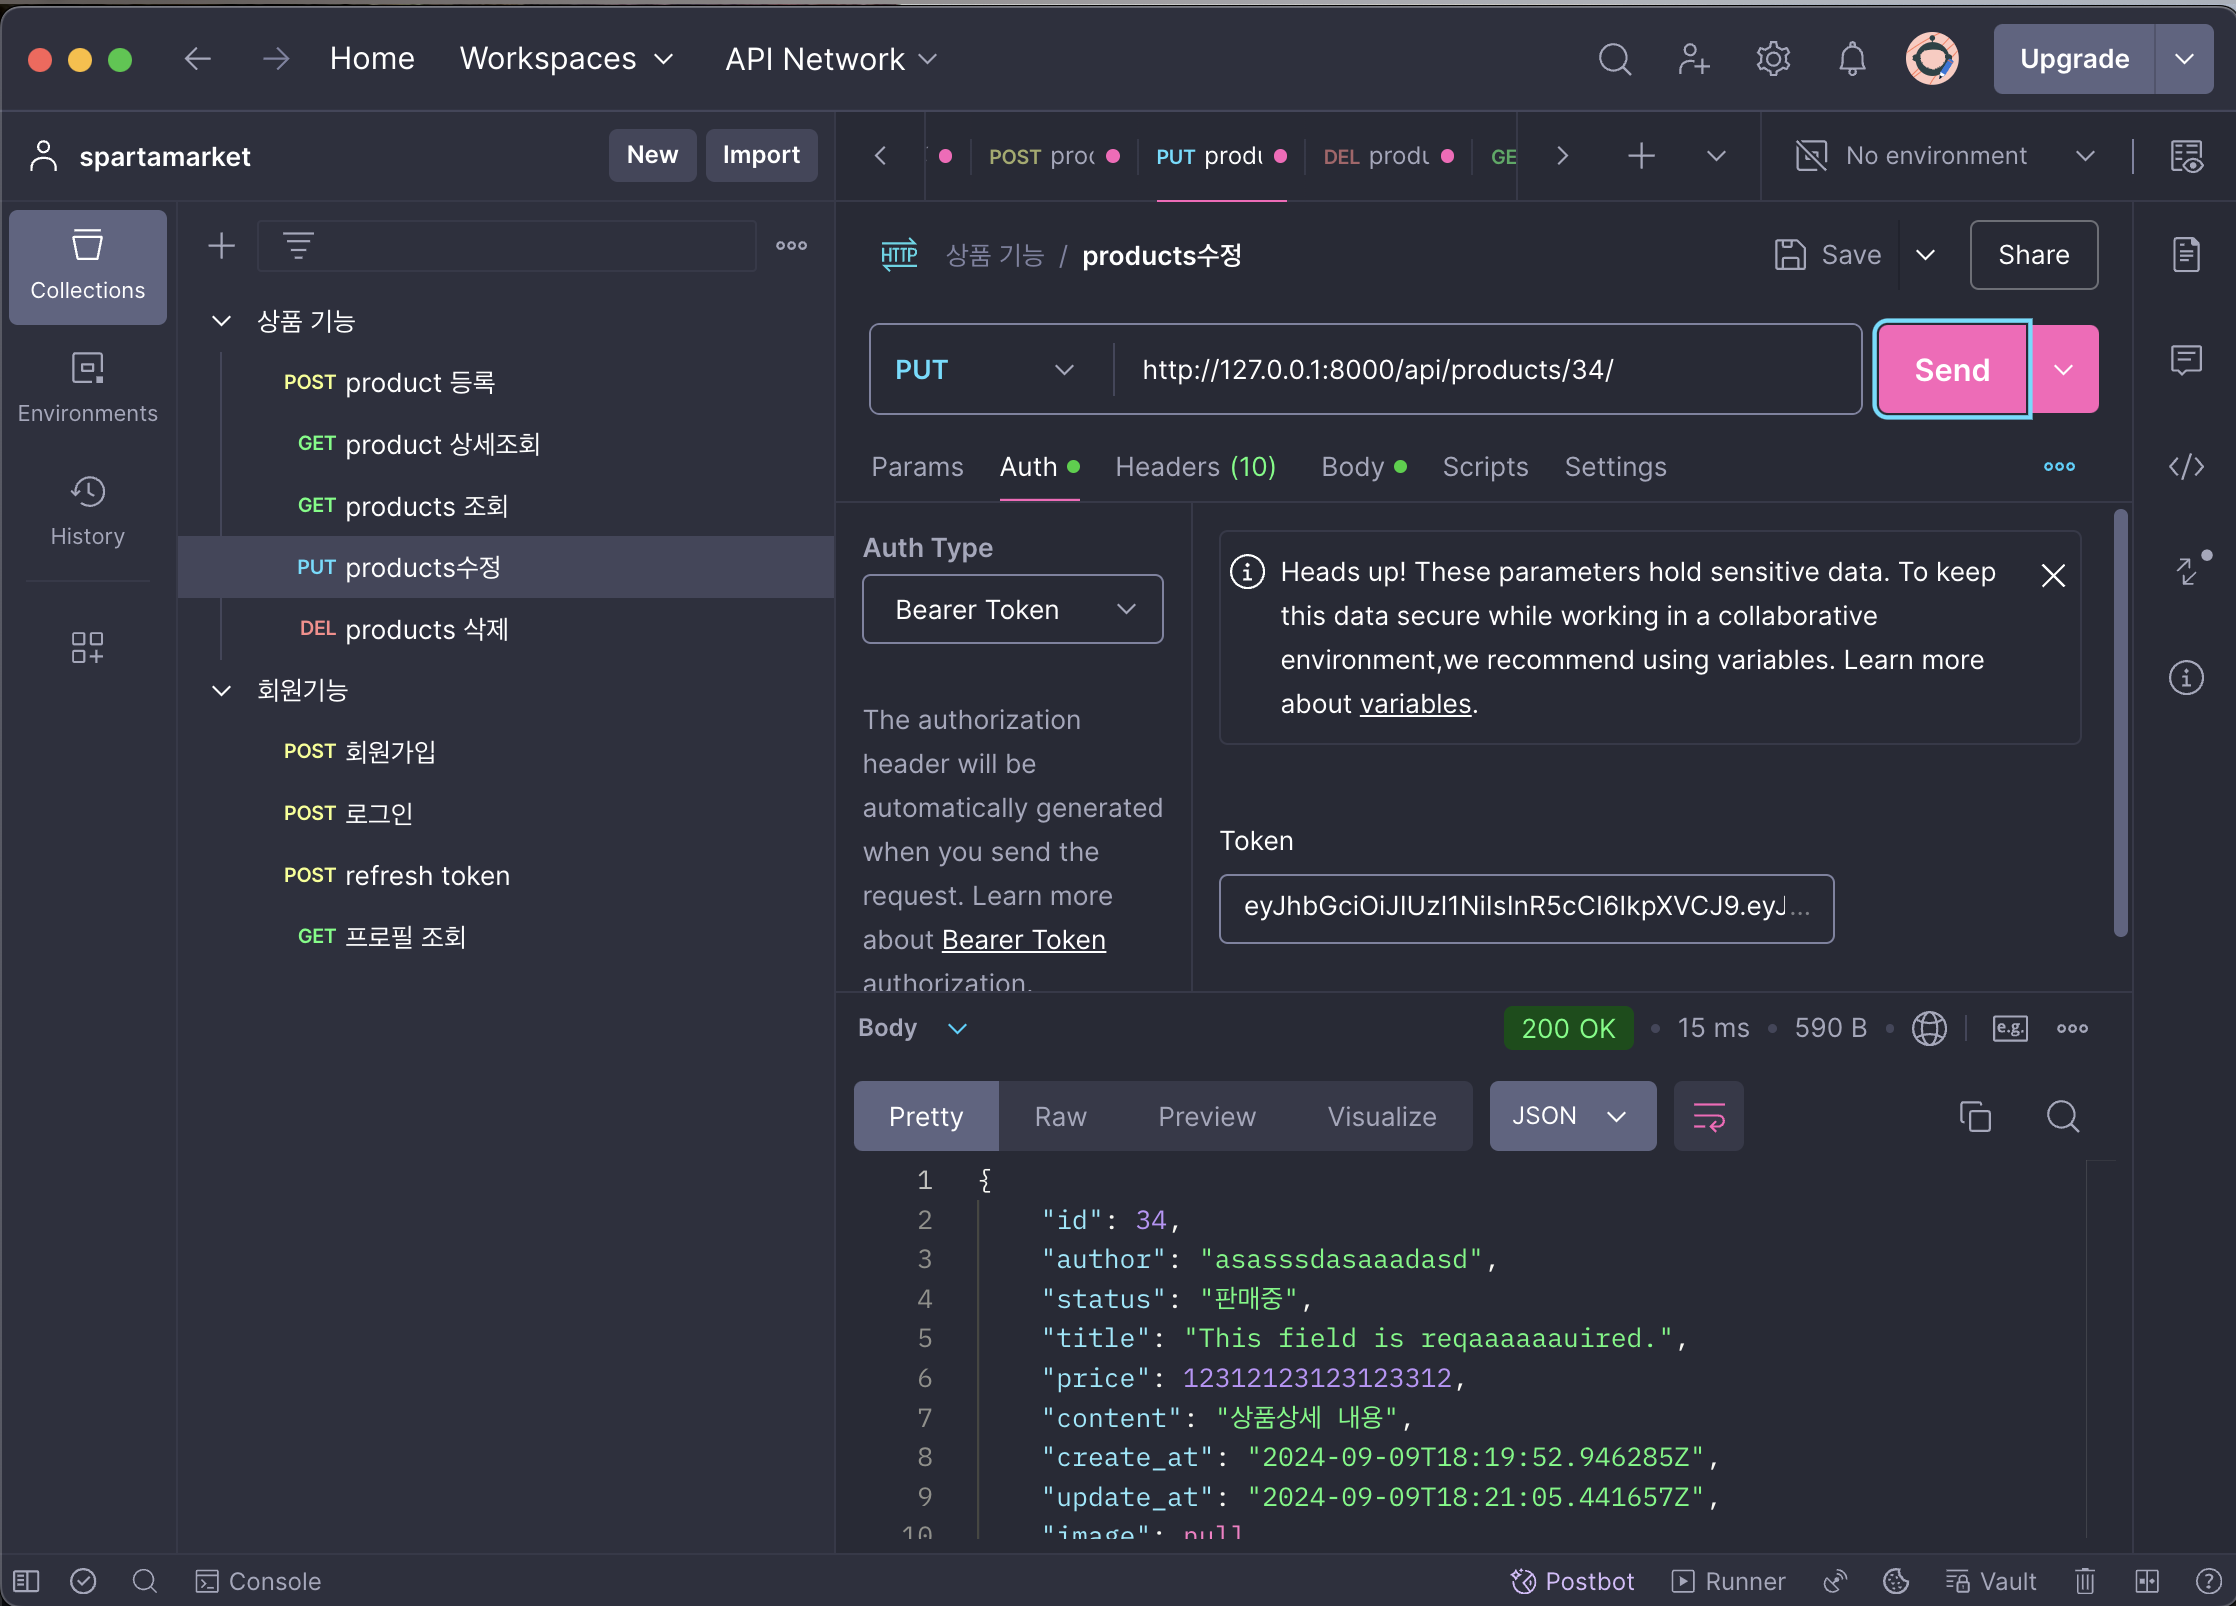 Home Workspaces API Network Upgrade
spartamarket New Import
POST proc PUT produ DEL produ GE No environment
Collections
Environments
History
상품 기능
POST product 등록
GET product 상세조회
GET products 조회
PUT products수정
DEL products 삭제
회원기능
POST 회원가입
POST 로그인
POST refresh token
GET 프로필 조회
HTTP 상품 기능 / products수정 Save Share
PUT http://127.0.0.1:8000/api/products/34/ Send
Params Auth Headers (10) Body Scripts Settings
Auth Type
Bearer Token
The authorization
header will be
automatically generated
when you send the
request. Learn more
about Bearer Token
authorization.
Heads up! These parameters hold sensitive data. To keep
this data secure while working in a collaborative
environment,we recommend using variables. Learn more
about variables.
Token
eyJhbGciOiJIUzI1NiIsInR5cCI6IkpXVCJ9.eyJ...
Body 200 OK • 15 ms • 590 B • e.g.
Pretty Raw Preview Visualize JSON
1 {
2 "id": 34,
3 "author": "asasssdasaaadasd",
4 "status": "판매중",
5 "title": "This field is reqaaaaaauired.",
6 "price": 12312123123123312,
7 "content": "상품상세 내용",
8 "create_at": "2024-09-09T18:19:52.946285Z",
9 "update_at": "2024-09-09T18:21:05.441657Z",
10 "image": null
Console Postbot Runner Vault